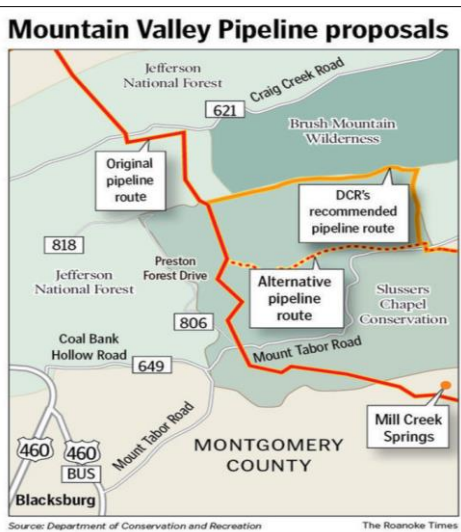 Mountain Valley Pipeline proposals
Jefferson
National Forest
Craig Creek Road
621
Brush Mountain
Wilderness
Original
pipeline
route
DCR's
recommended
pipeline route
818
Preston
Forest Drive
Jefferson
National Forest
Alternative
pipeline
route
Slussers
Chapel
Conservation
806
Coal Bank
Hollow Road
649
Mount Tabor Road
Mount Tabor Road
Mill Creek
Springs
460
460
BUS
MONTGOMERY
COUNTY
Blacksburg
Source: Department of Conservation and Recreation
The Roanoke Times